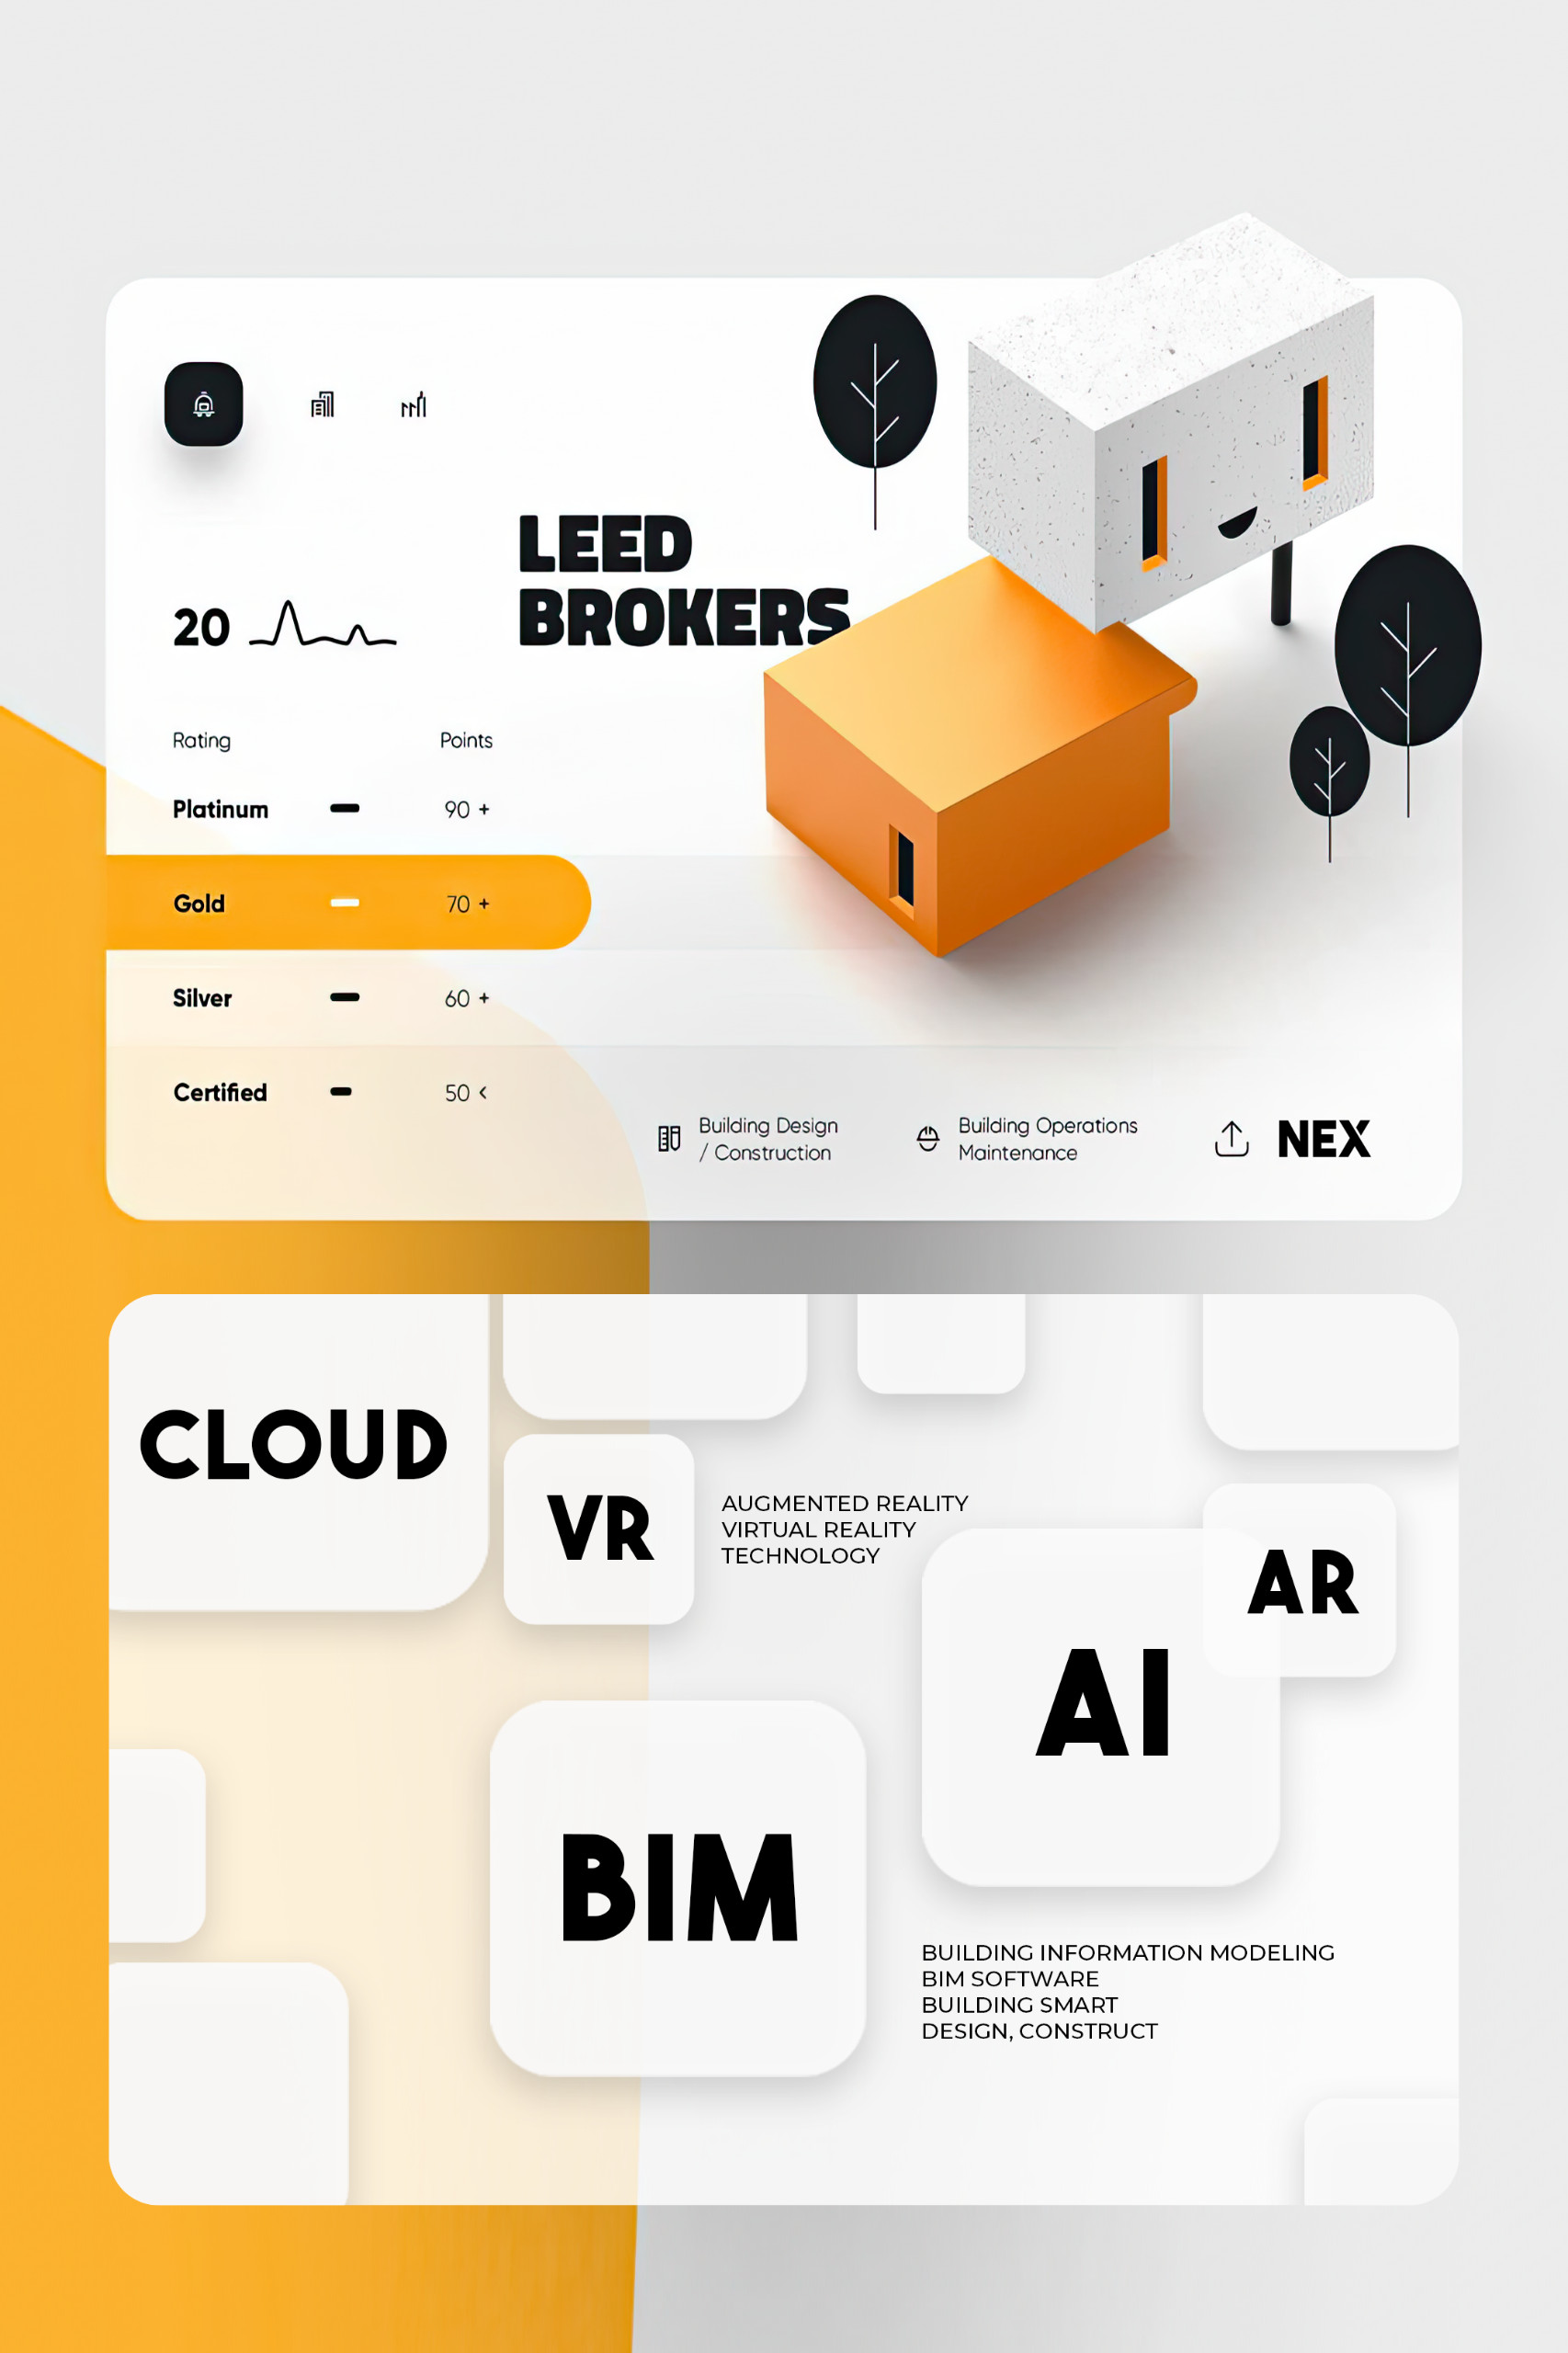 LEED
BROKERS
20
Rating Points
Platinum 90 +
Gold 70 +
Silver 60 +
Certified 50 <
Building Design
/ Construction
Building Operations
Maintenance
NEX
CLOUD
VR
AUGMENTED REALITY
VIRTUAL REALITY
TECHNOLOGY
AR
AI
BIM
BUILDING INFORMATION MODELING
BIM SOFTWARE
BUILDING SMART
DESIGN, CONSTRUCT